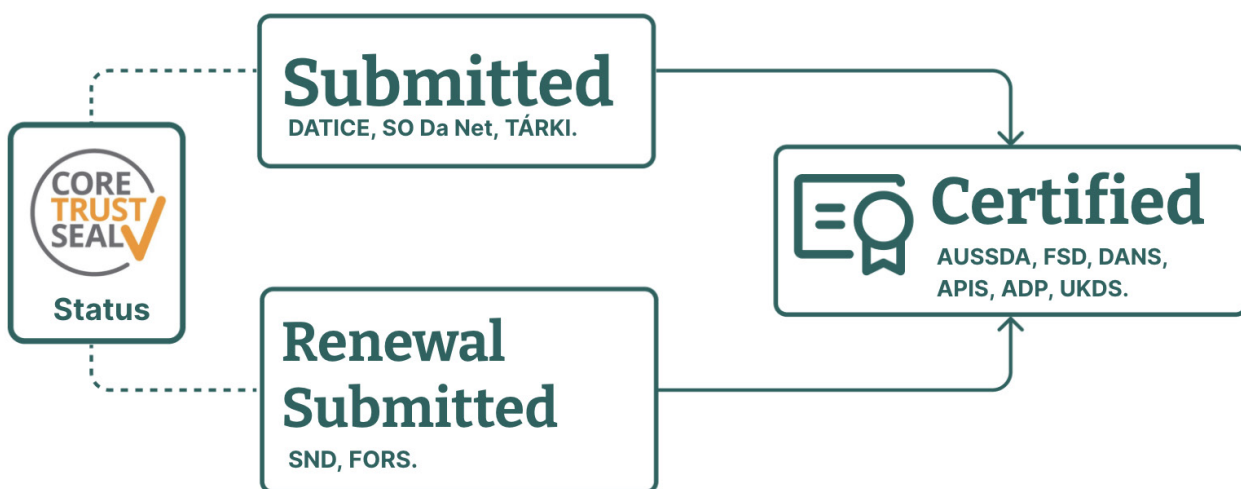 CORE
TRUST
SEAL
Status
Submitted
DATICE, SO Da Net, TÁRKI.
Renewal
Submitted
SND, FORS.
Certified
AUSSDA, FSD, DANS,
APIS, ADP, UKDS.